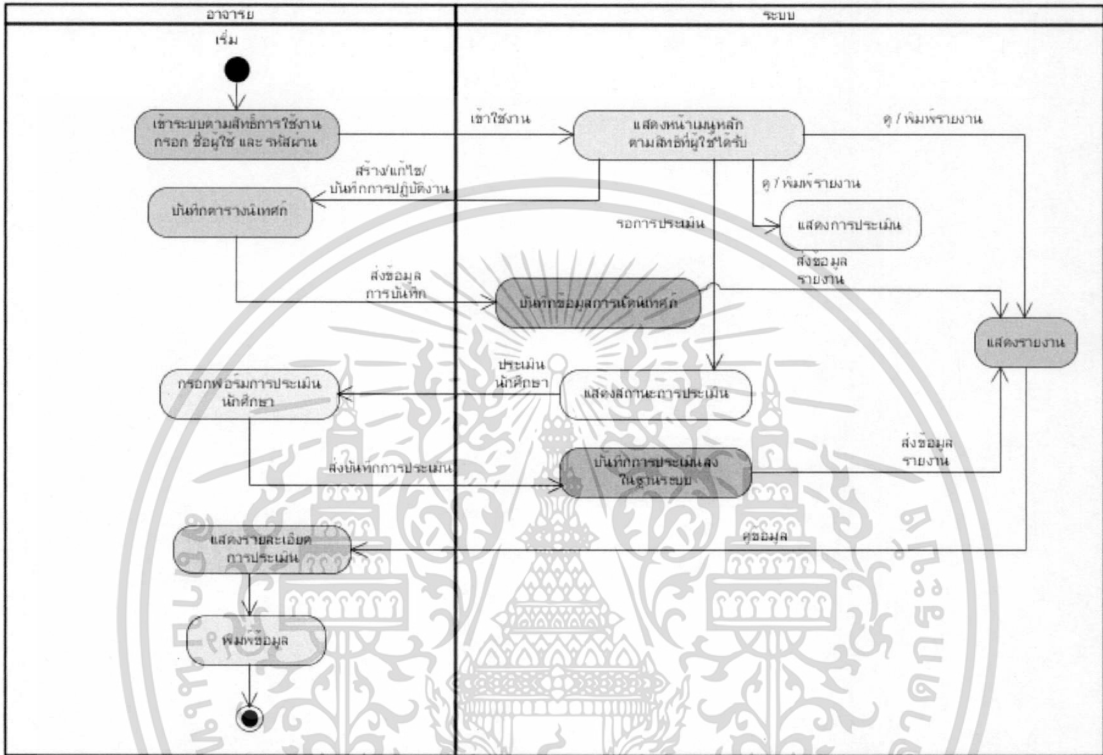 อาจารย์
ระบบ
เริ่ม
เข้าระบบตามสิทธิ์การใช้งาน
กรอก ชื่อผู้ใช้ และ รหัสผ่าน
เข้าใช้งาน
แสดงหน้าเมนูหลัก
ตามสิทธิที่ผู้ใช้ได้รับ
ดู / พิมพ์รายงาน
สร้าง/แก้ไข/
บันทึกการปฏิบัติงาน
ดู / พิมพ์รายงาน
บันทึกตารางนิเทศก์
รอการประเมิน
แสดงการประเมิน
ส่งข้อมูล
รายงาน
ส่งข้อมูล
การบันทึก
บันทึกข้อมูลการนัดนิเทศก์
แสดงรายงาน
ประเมิน
นักศึกษา
กรอกฟอร์มการประเมิน
นักศึกษา
แสดงสถานะการประเมิน
ส่งบันทึกการประเมิน
บันทึกการประเมินลง
ในฐานระบบ
ส่งข้อมูล
รายงาน
แสดงรายละเอียด
การประเมิน
ดูข้อมูล
พิมพ์ข้อมูล